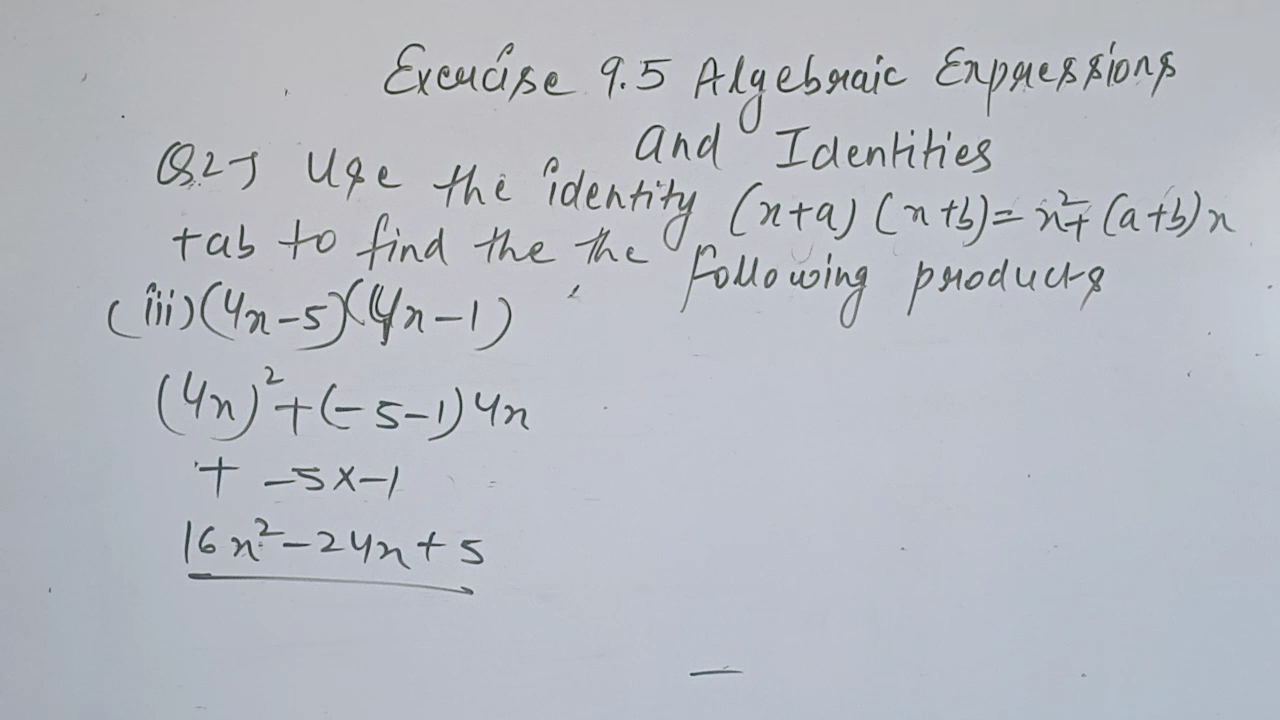 Exercise 9.5 Algebraic Expressions
and Identities
Q.2→ Use the identity (x+a) (x+b)=x²+(a+b)x
+ab to find the the following products
(iii)(4x-5)(4x-1)
(4x)²+(-5-1)4x
+ -5×-1
16x²-24x+5